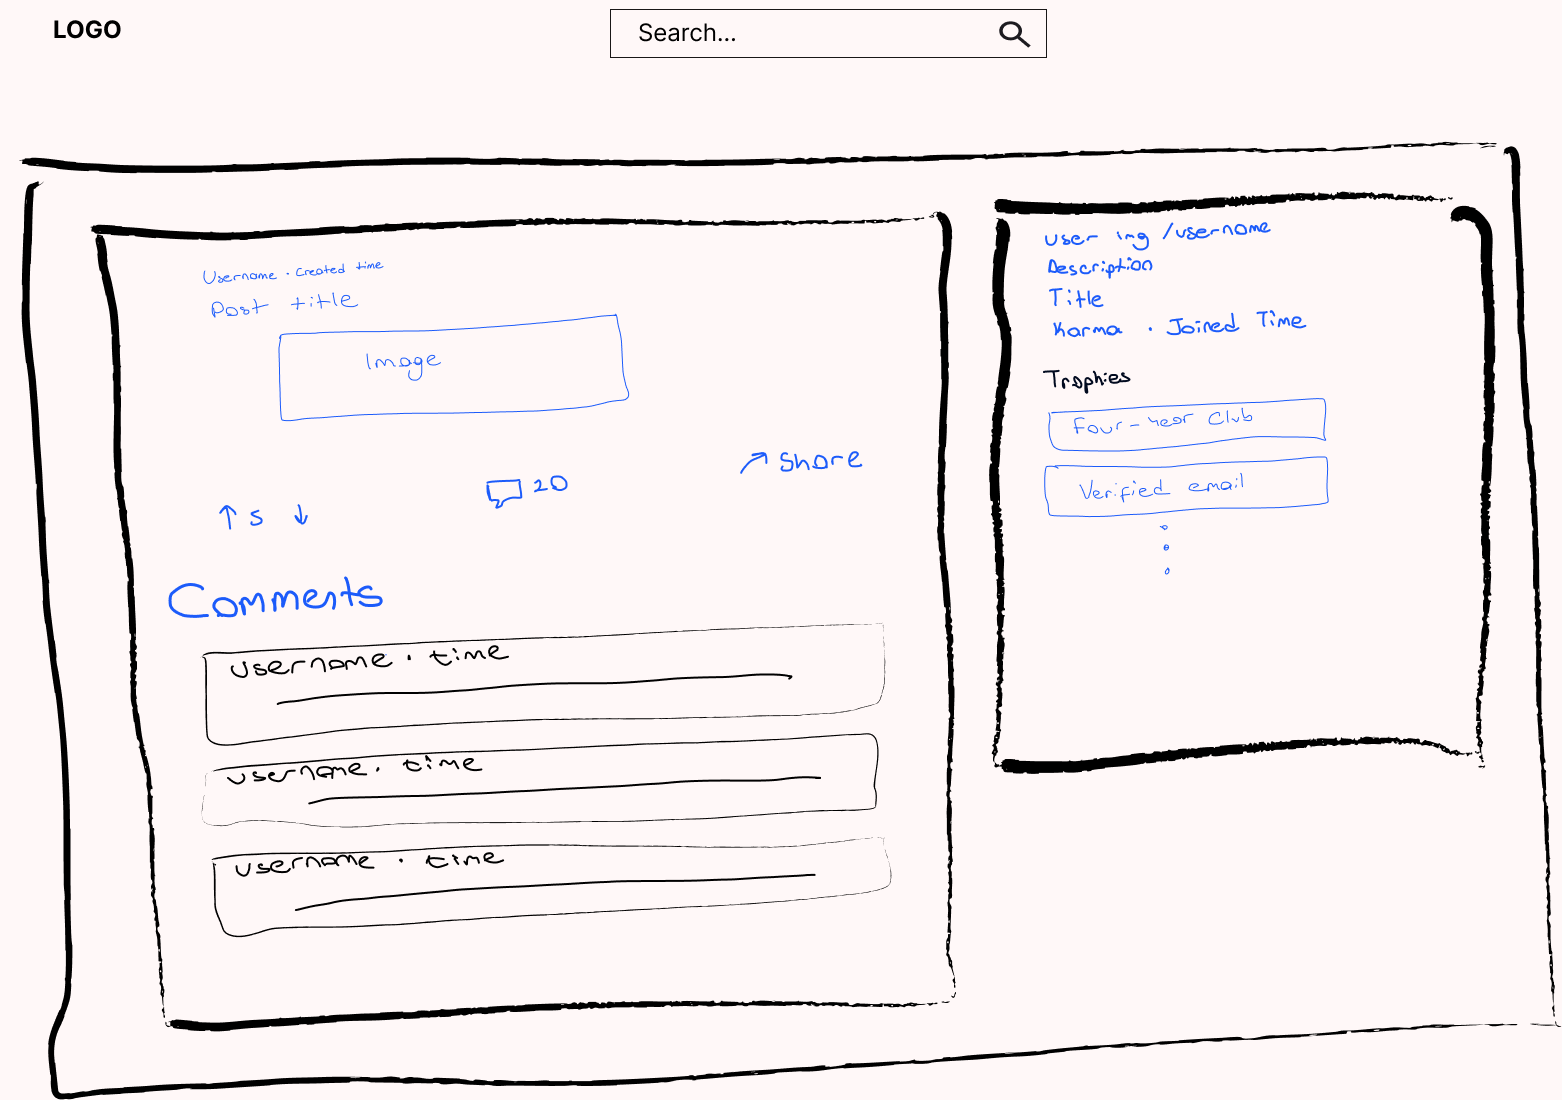 LOGO
Search...
Username · Created time
Post title
Image
↑ 5 ↓
20
↗ Share
Comments
username · time
username · time
username · time
user img /username
Description
Title
Karma · Joined Time
Trophies
Four-Year Club
Verified email